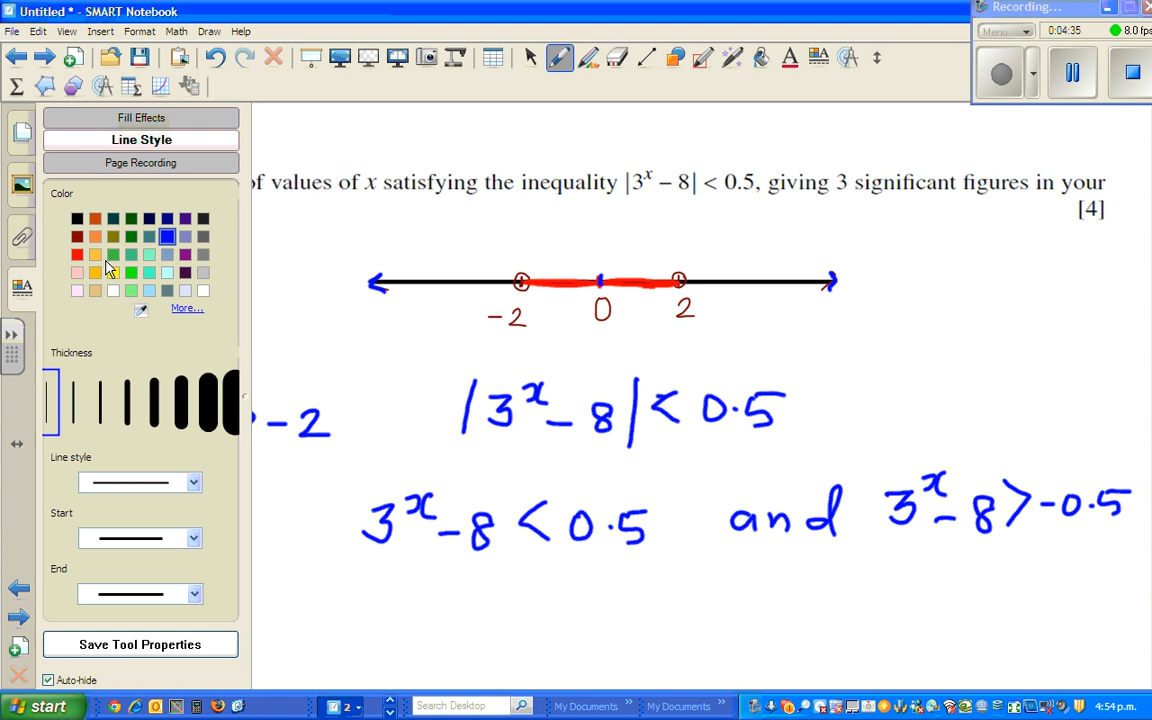 Untitled * - SMART Notebook
Recording...
File Edit View Insert Format Math Draw Help
Menu
0:04:35
8.0 fps
Fill Effects
Line Style
Page Recording
Color
More...
Thickness
Line style
Start
End
Save Tool Properties
Auto-hide
of values of x satisfying the inequality |3^x − 8| < 0.5, giving 3 significant figures in your
[4]
-2 0 2
-2
|3^x - 8| < 0.5
3^x - 8 < 0.5 and 3^x - 8 > -0.5
start
2
Search Desktop
My Documents
My Documents
4:54 p.m.